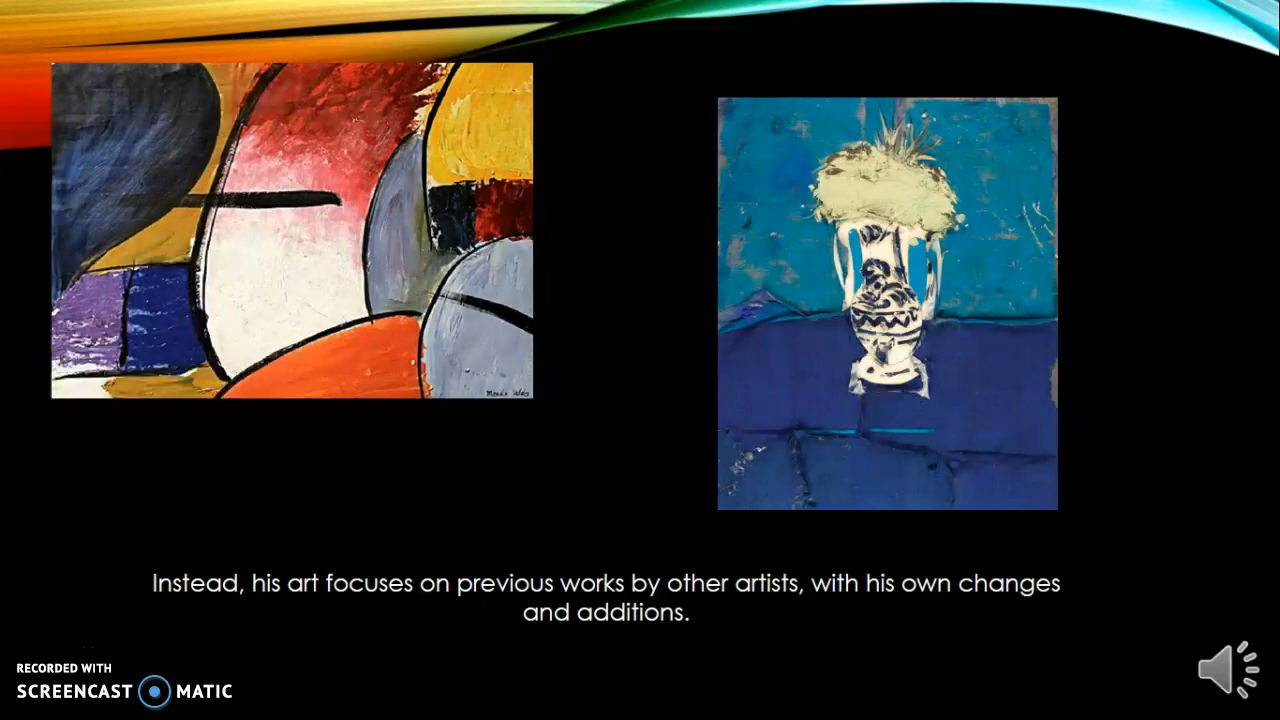 Instead, his art focuses on previous works by other artists, with his own changes
and additions.
RECORDED WITH
SCREENCAST MATIC